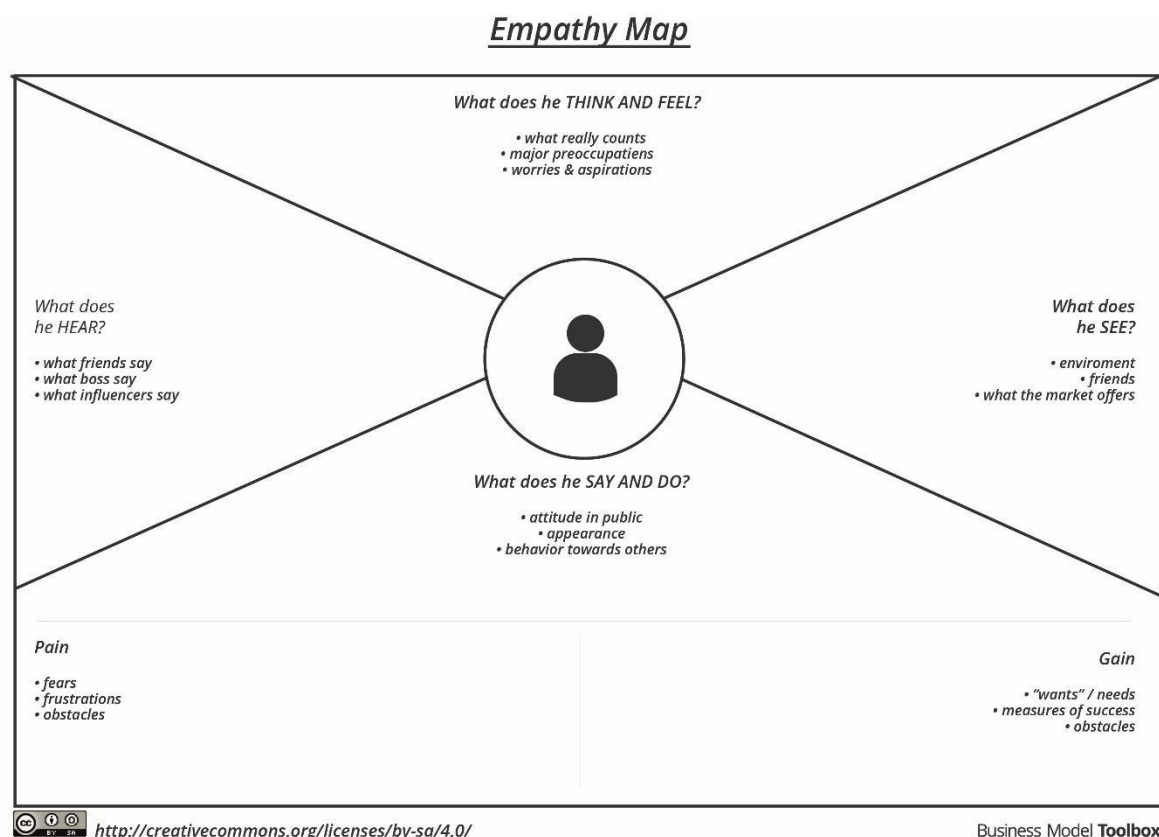 Empathy Map
What does he THINK AND FEEL?
• what really counts
• major preoccupatiens
• worries & aspirations
What does
he HEAR?
• what friends say
• what boss say
• what influencers say
What does
he SEE?
• enviroment
• friends
• what the market offers
What does he SAY AND DO?
• attitude in public
• appearance
• behavior towards others
Pain
• fears
• frustrations
• obstacles
Gain
• “wants” / needs
• measures of success
• obstacles
cc BY SA
http://creativecommons.org/licenses/by-sa/4.0/
Business Model Toolbox